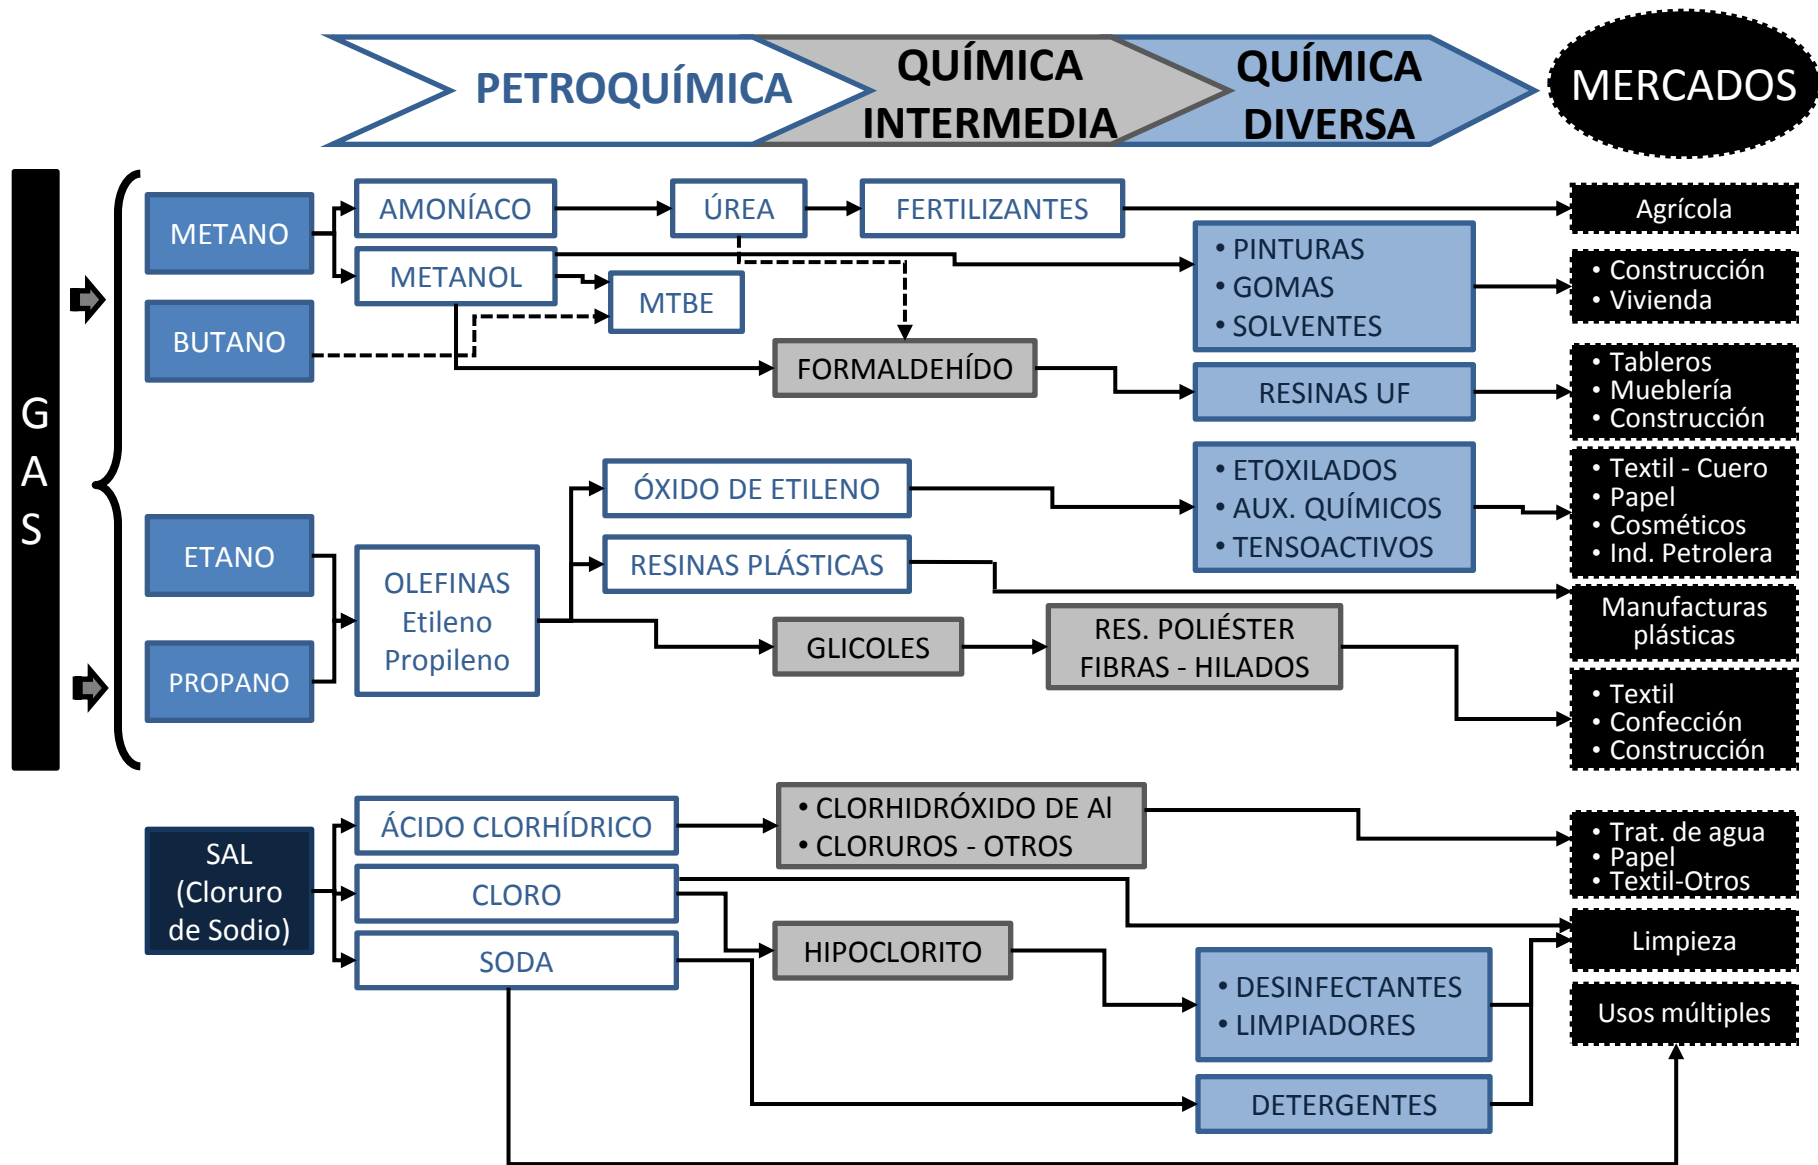 PETROQUÍMICA
QUÍMICA
INTERMEDIA
QUÍMICA
DIVERSA
MERCADOS
G
A
S
METANO
AMONÍACO
ÚREA
FERTILIZANTES
Agrícola
METANOL
MTBE
• PINTURAS
• GOMAS
• SOLVENTES
• Construcción
• Vivienda
BUTANO
FORMALDEHÍDO
RESINAS UF
• Tableros
• Mueblería
• Construcción
ETANO
PROPANO
OLEFINAS
Etileno
Propileno
ÓXIDO DE ETILENO
• ETOXILADOS
• AUX. QUÍMICOS
• TENSOACTIVOS
• Textil - Cuero
• Papel
• Cosméticos
• Ind. Petrolera
RESINAS PLÁSTICAS
Manufacturas
plásticas
GLICOLES
RES. POLIÉSTER
FIBRAS - HILADOS
• Textil
• Confección
• Construcción
SAL
(Cloruro
de Sodio)
ÁCIDO CLORHÍDRICO
• CLORHIDRÓXIDO DE Al
• CLORUROS - OTROS
• Trat. de agua
• Papel
• Textil-Otros
CLORO
HIPOCLORITO
Limpieza
SODA
• DESINFECTANTES
• LIMPIADORES
Usos múltiples
DETERGENTES